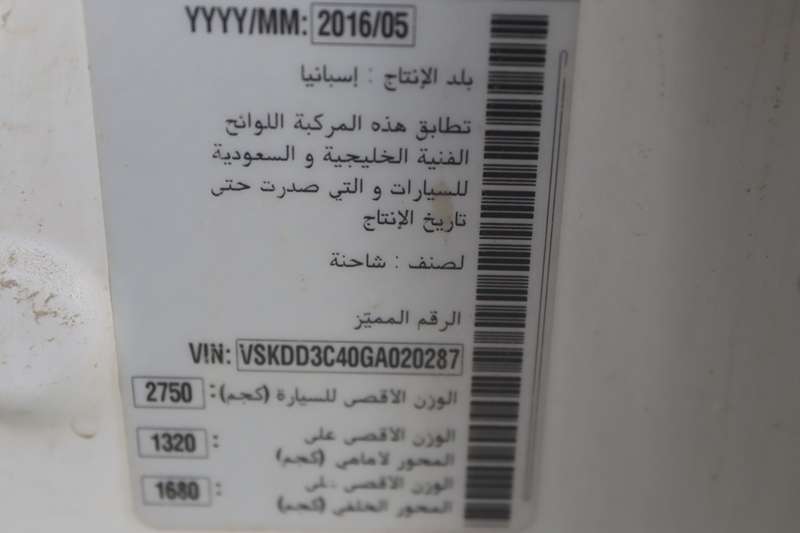 YYYY/MM: 2016/05
بلد الإنتاج : إسبانيا
تطابق هذه المركبة اللوائح
الفنية الخليجية و السعودية
للسيارات و التي صدرت حتى
تاريخ الإنتاج
لصنف : شاحنة
الرقم المميّز
VIN: VSKDD3C40GA020287
الوزن الأقصى للسيارة (كجم): 2750
الوزن الأقصى على : 1320
المحور لأمامي (كجم)
الوزن الأقصى على : 1680
المحور الخلفي (كجم)